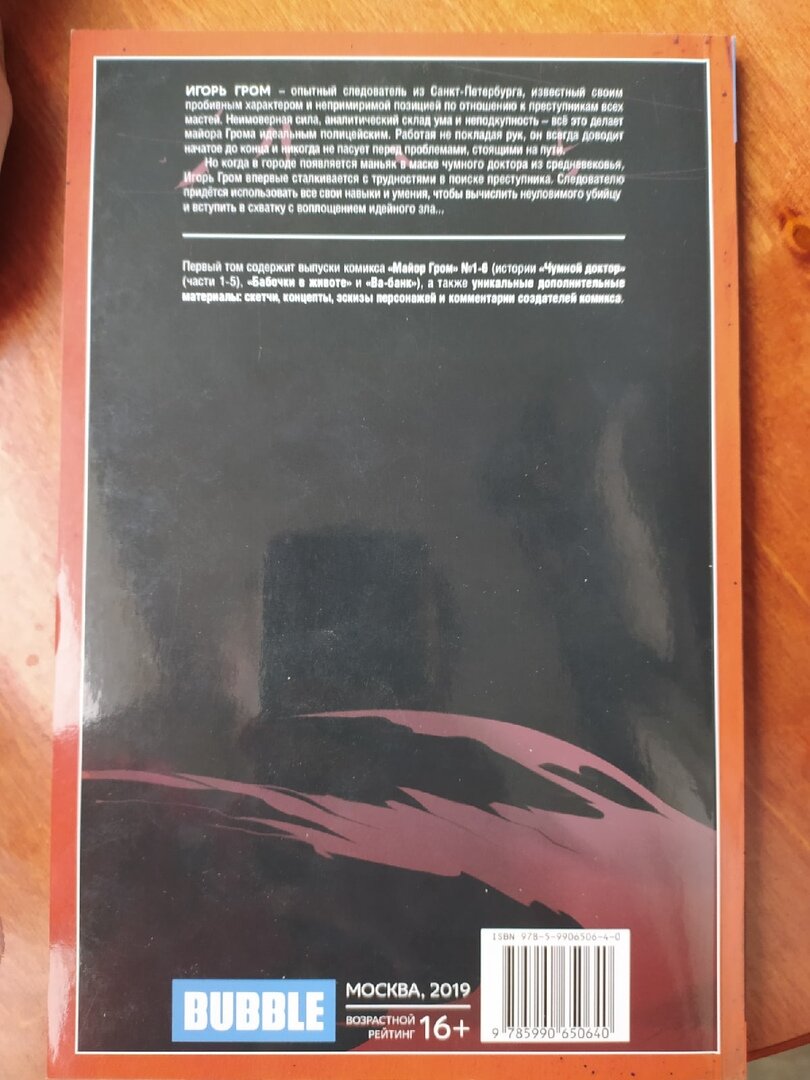 ИГОРЬ ГРОМ – опытный следователь из Санкт-Петербурга, известный своим
пробивным характером и непримиримой позицией по отношению к преступникам всех
мастей. Неимоверная сила, аналитический склад ума и неподкупность – всё это делает
майора Грома идеальным полицейским. Работая не покладая рук, он всегда доводит
начатое до конца и никогда не пасует перед проблемами, стоящими на пути.
Но когда в городе появляется маньяк в маске чумного доктора из средневековья,
Игорь Гром впервые сталкивается с трудностями в поиске преступника. Следователю
придётся использовать все свои навыки и умения, чтобы вычислить неуловимого убийцу
и вступить в схватку с воплощением идейного зла...
Первый том содержит выпуски комикса «Майор Гром» №1-6 (истории «Чумной доктор»
(части 1-5), «Бабочки в животе» и «Ва-банк»), а также уникальные дополнительные
материалы: скетчи, концепты, эскизы персонажей и комментарии создателей комикса.
ISBN 978-5-9906506-4-0
BUBBLE
МОСКВА, 2019
ВОЗРАСТНОЙ
РЕЙТИНГ 16+
9 785990 650640